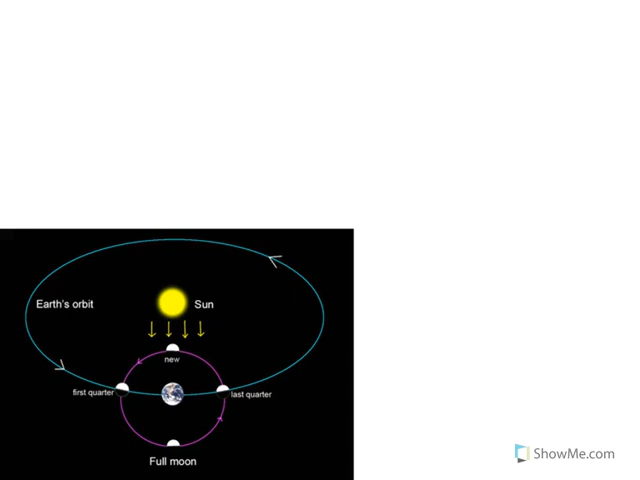 Earth's orbit
Sun
new
first quarter
last quarter
Full moon
ShowMe.com